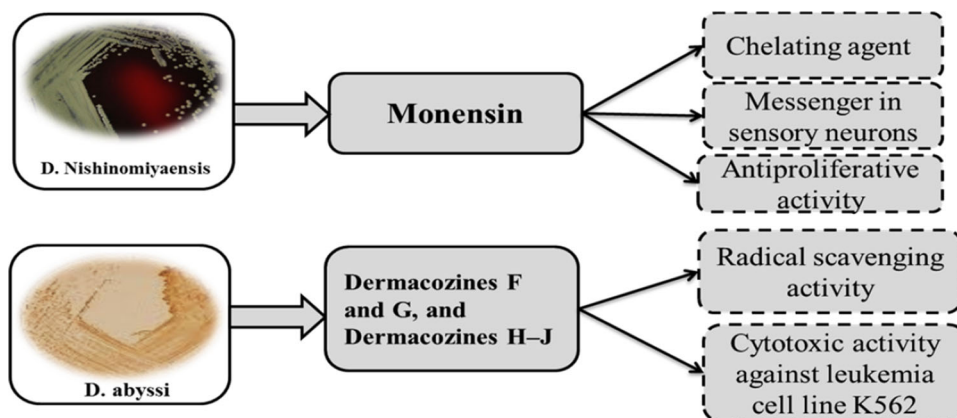 D. Nishinomiyaensis
Monensin
Chelating agent
Messenger in
sensory neurons
Antiproliferative
activity
D. abyssi
Dermacozines F
and G, and
Dermacozines H–J
Radical scavenging
activity
Cytotoxic activity
against leukemia
cell line K562